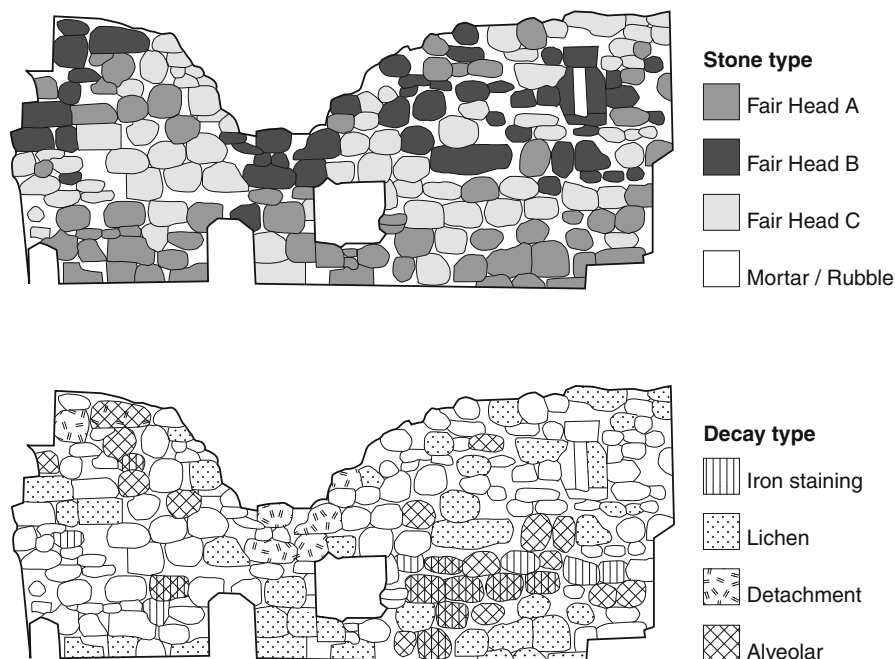 Stone type
Fair Head A
Fair Head B
Fair Head C
Mortar / Rubble
Decay type
Iron staining
Lichen
Detachment
Alveolar